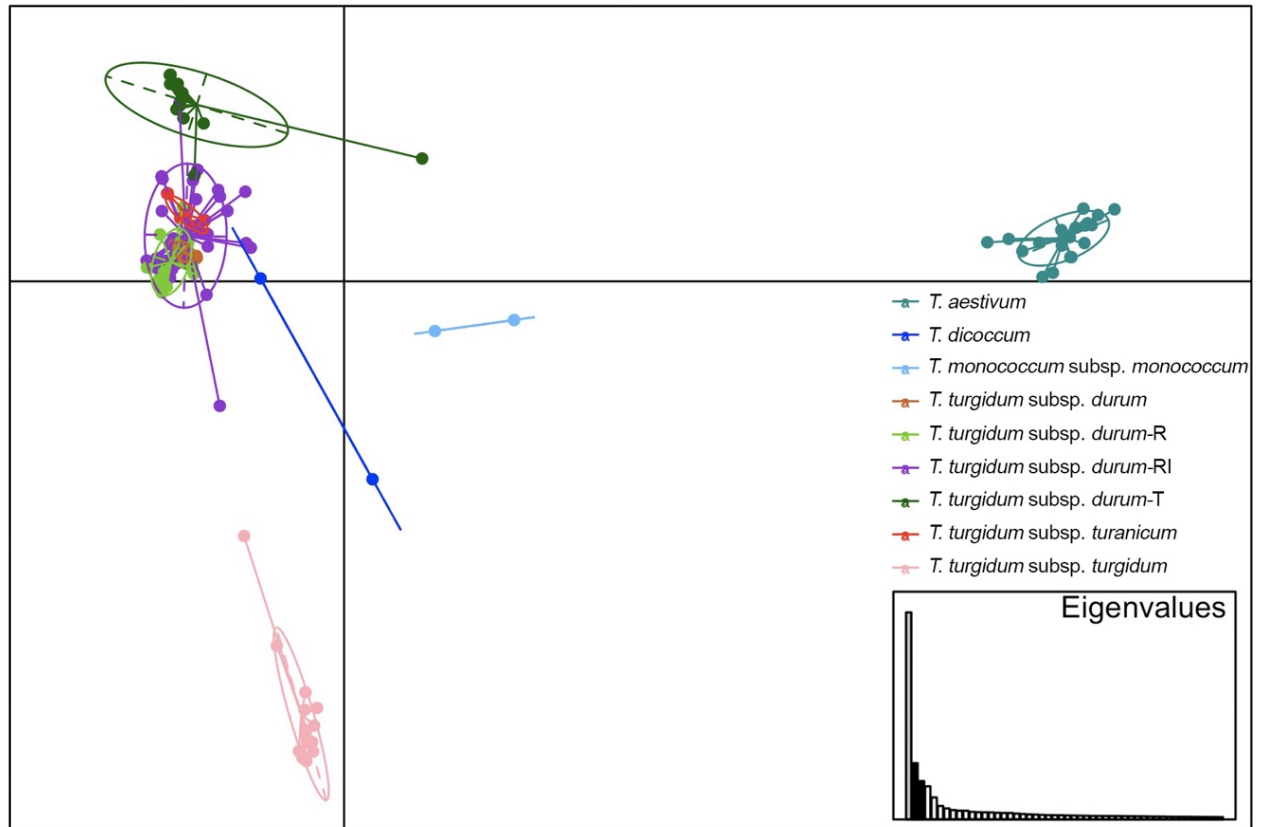 a T. aestivum
a T. dicoccum
a T. monococcum subsp. monococcum
a T. turgidum subsp. durum
a T. turgidum subsp. durum-R
a T. turgidum subsp. durum-RI
a T. turgidum subsp. durum-T
a T. turgidum subsp. turanicum
a T. turgidum subsp. turgidum
Eigenvalues